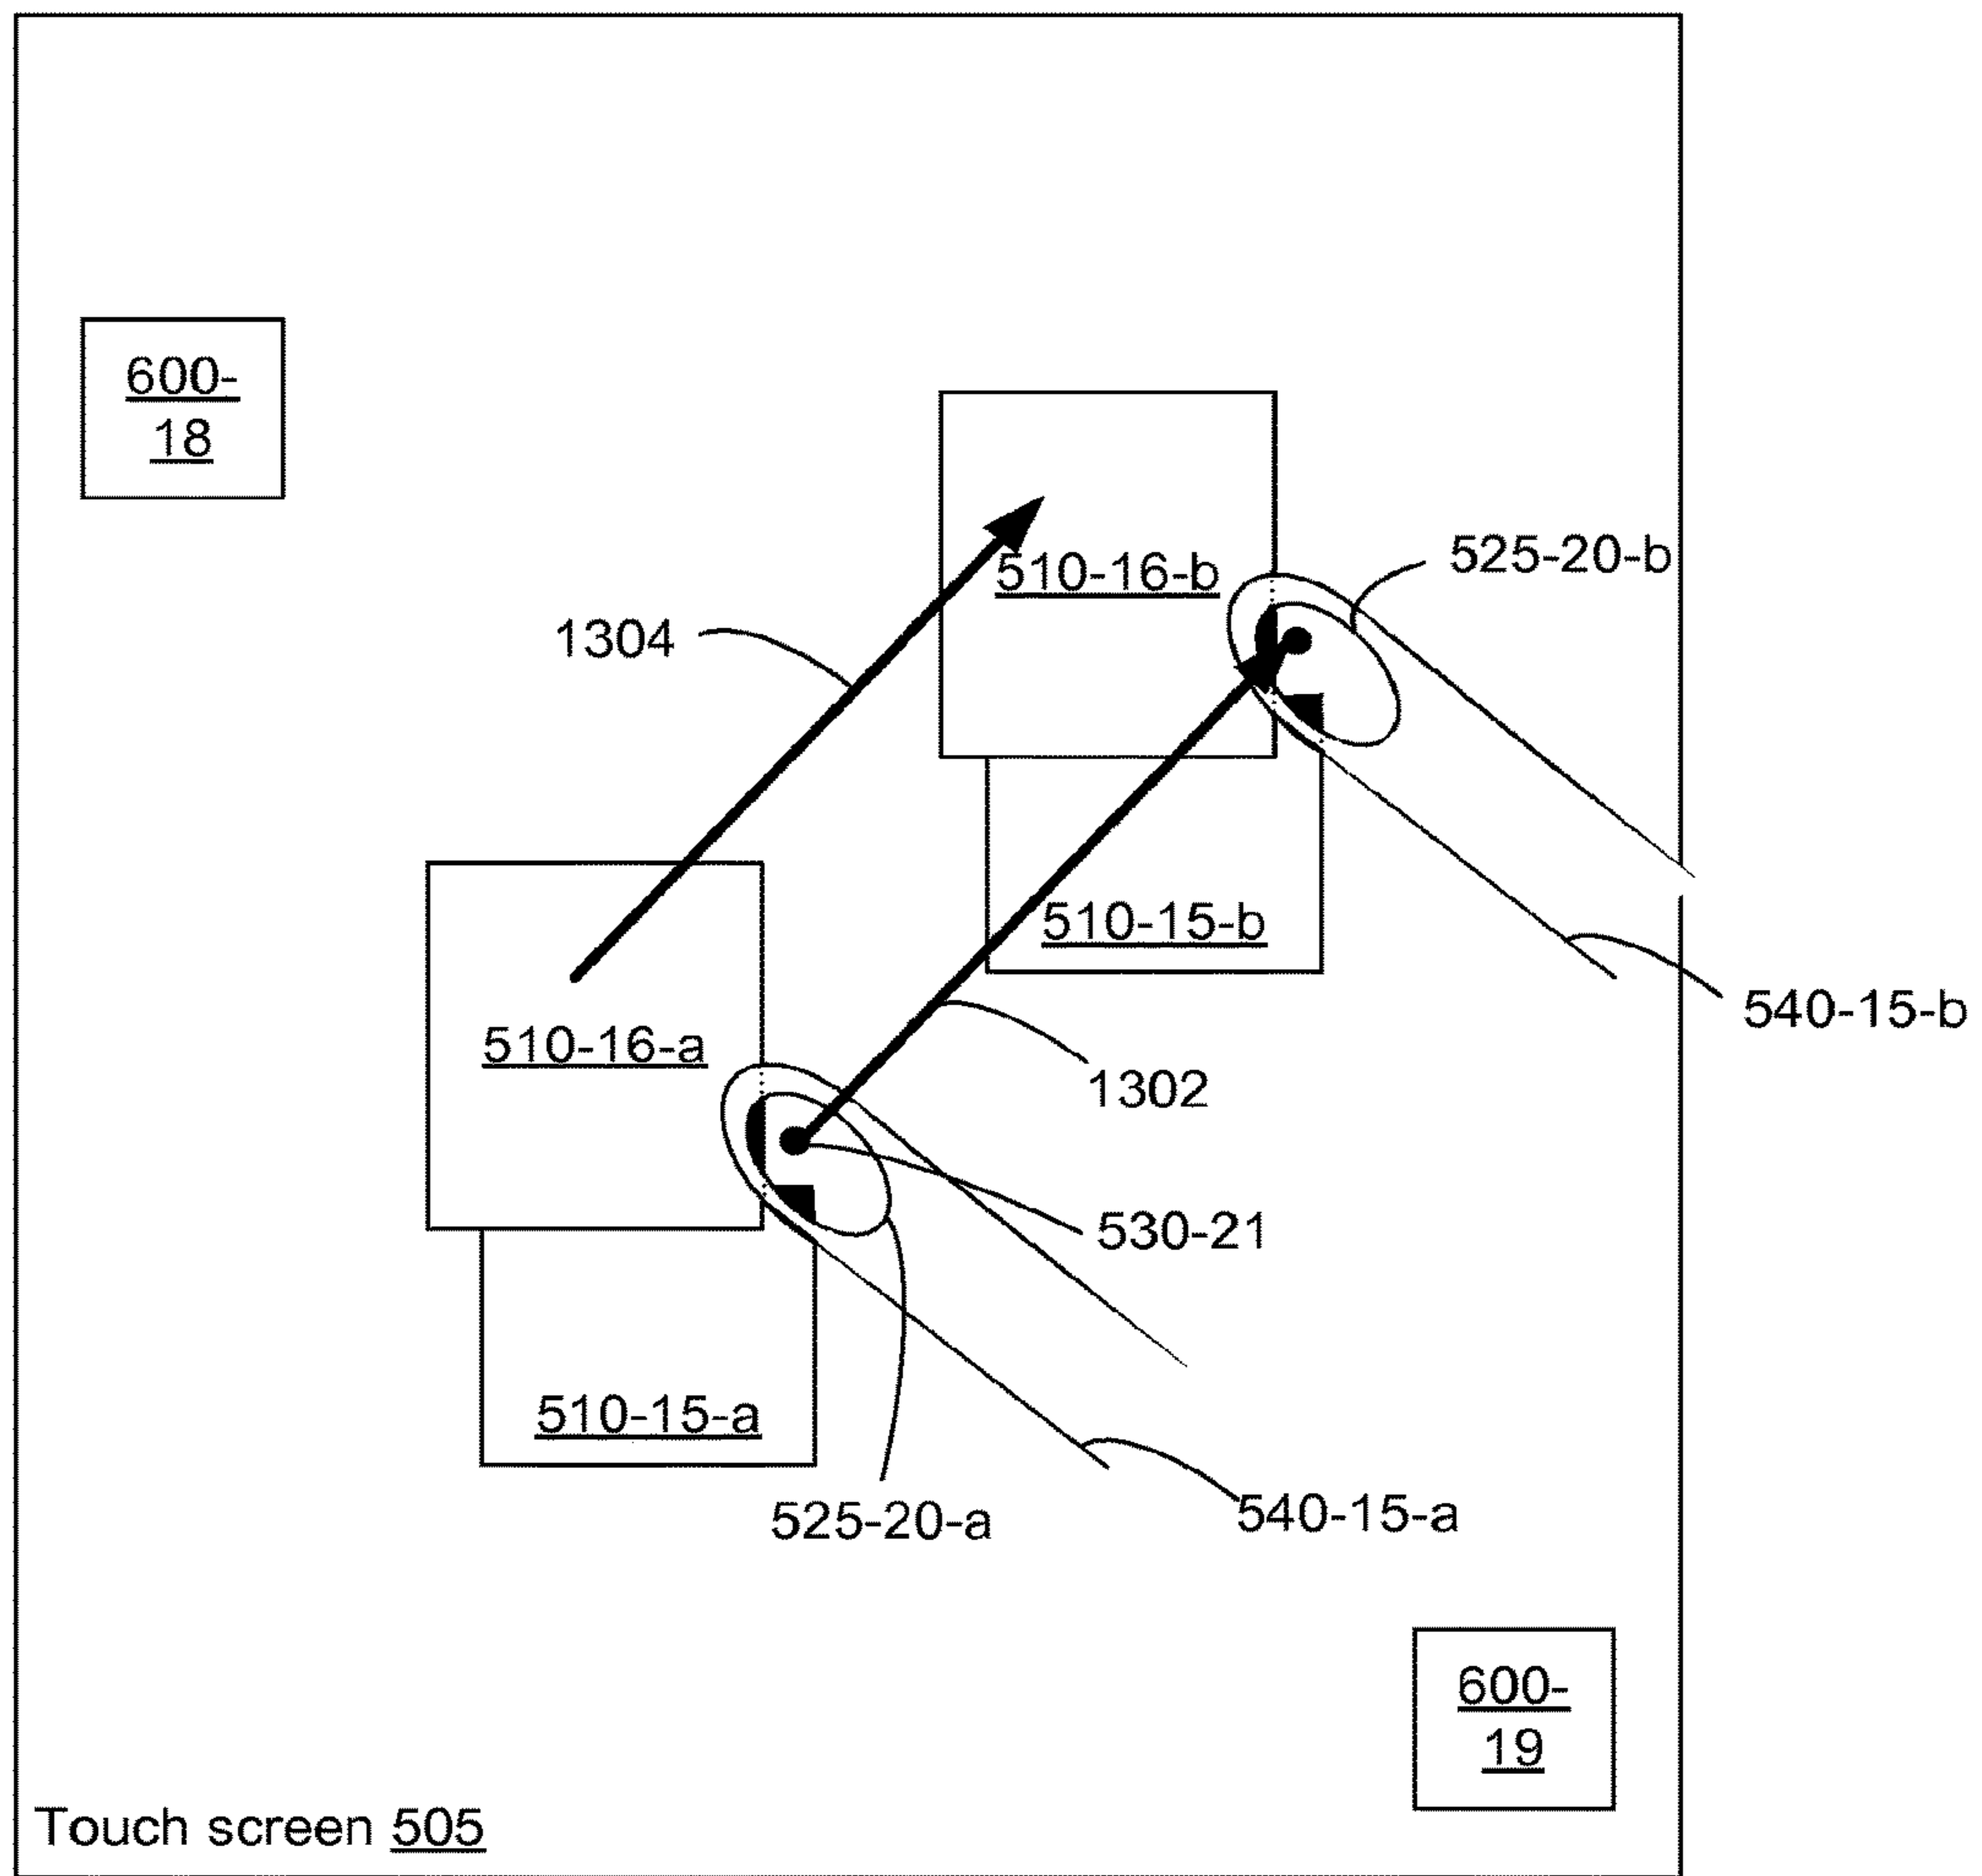 600-
18
510-16-b
525-20-b
1304
510-15-b
540-15-b
510-16-a
1302
530-21
510-15-a
525-20-a
540-15-a
600-
19
Touch screen 505